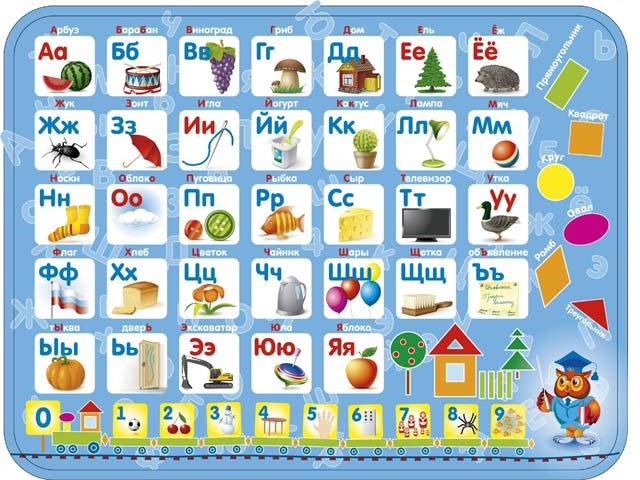 Арбуз Барабан Виноград Гриб Дом Ель Ёж
Аа Бб Вв Гг Дд Ее Ёё
Прямоугольник
Жук Зонт Игла Йогурт Кактус Лампа Мяч
Жж Зз Ии Йй Кк Лл Мм
Квадрат
Круг
Носки Облако Пуговица Рыбка Сыр Телевизор Утка
Нн Оо Пп Рр Сс Тт Уу
Овал
Флаг Хлеб Цветок Чайник Шары Щетка объявление
Фф Хх Цц Чч Шш Щщ Ъъ
Ромб
тыква дверь Экскаватор Юла Яблоко
Ыы Ьь Ээ Юю Яя
Треугольник
0 1 2 3 4 5 6 7 8 9